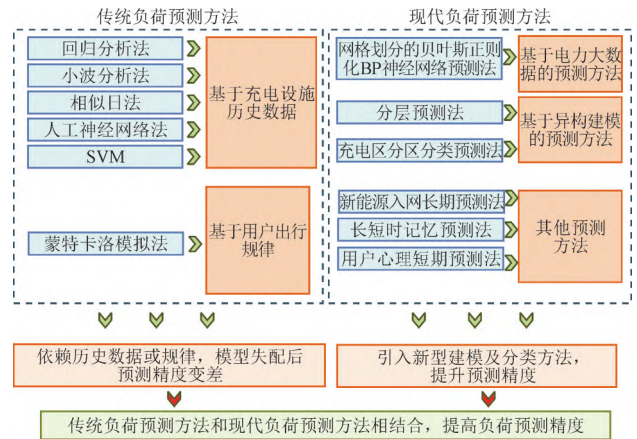 传统负荷预测方法
回归分析法
小波分析法
相似日法
人工神经网络法
SVM
基于充电设施
历史数据
蒙特卡洛模拟法
基于用户出行
规律
现代负荷预测方法
网格划分的贝叶斯正则
化BP神经网络预测法
基于电力大数
据的预测方法
分层预测法
充电区分区分类预测法
基于异构建模
的预测方法
新能源入网长期预测法
长短时记忆预测法
用户心理短期预测法
其他预测
方法
依赖历史数据或规律，模型失配后
预测精度变差
引入新型建模及分类方法，
提升预测精度
传统负荷预测方法和现代负荷预测方法相结合，提高负荷预测精度